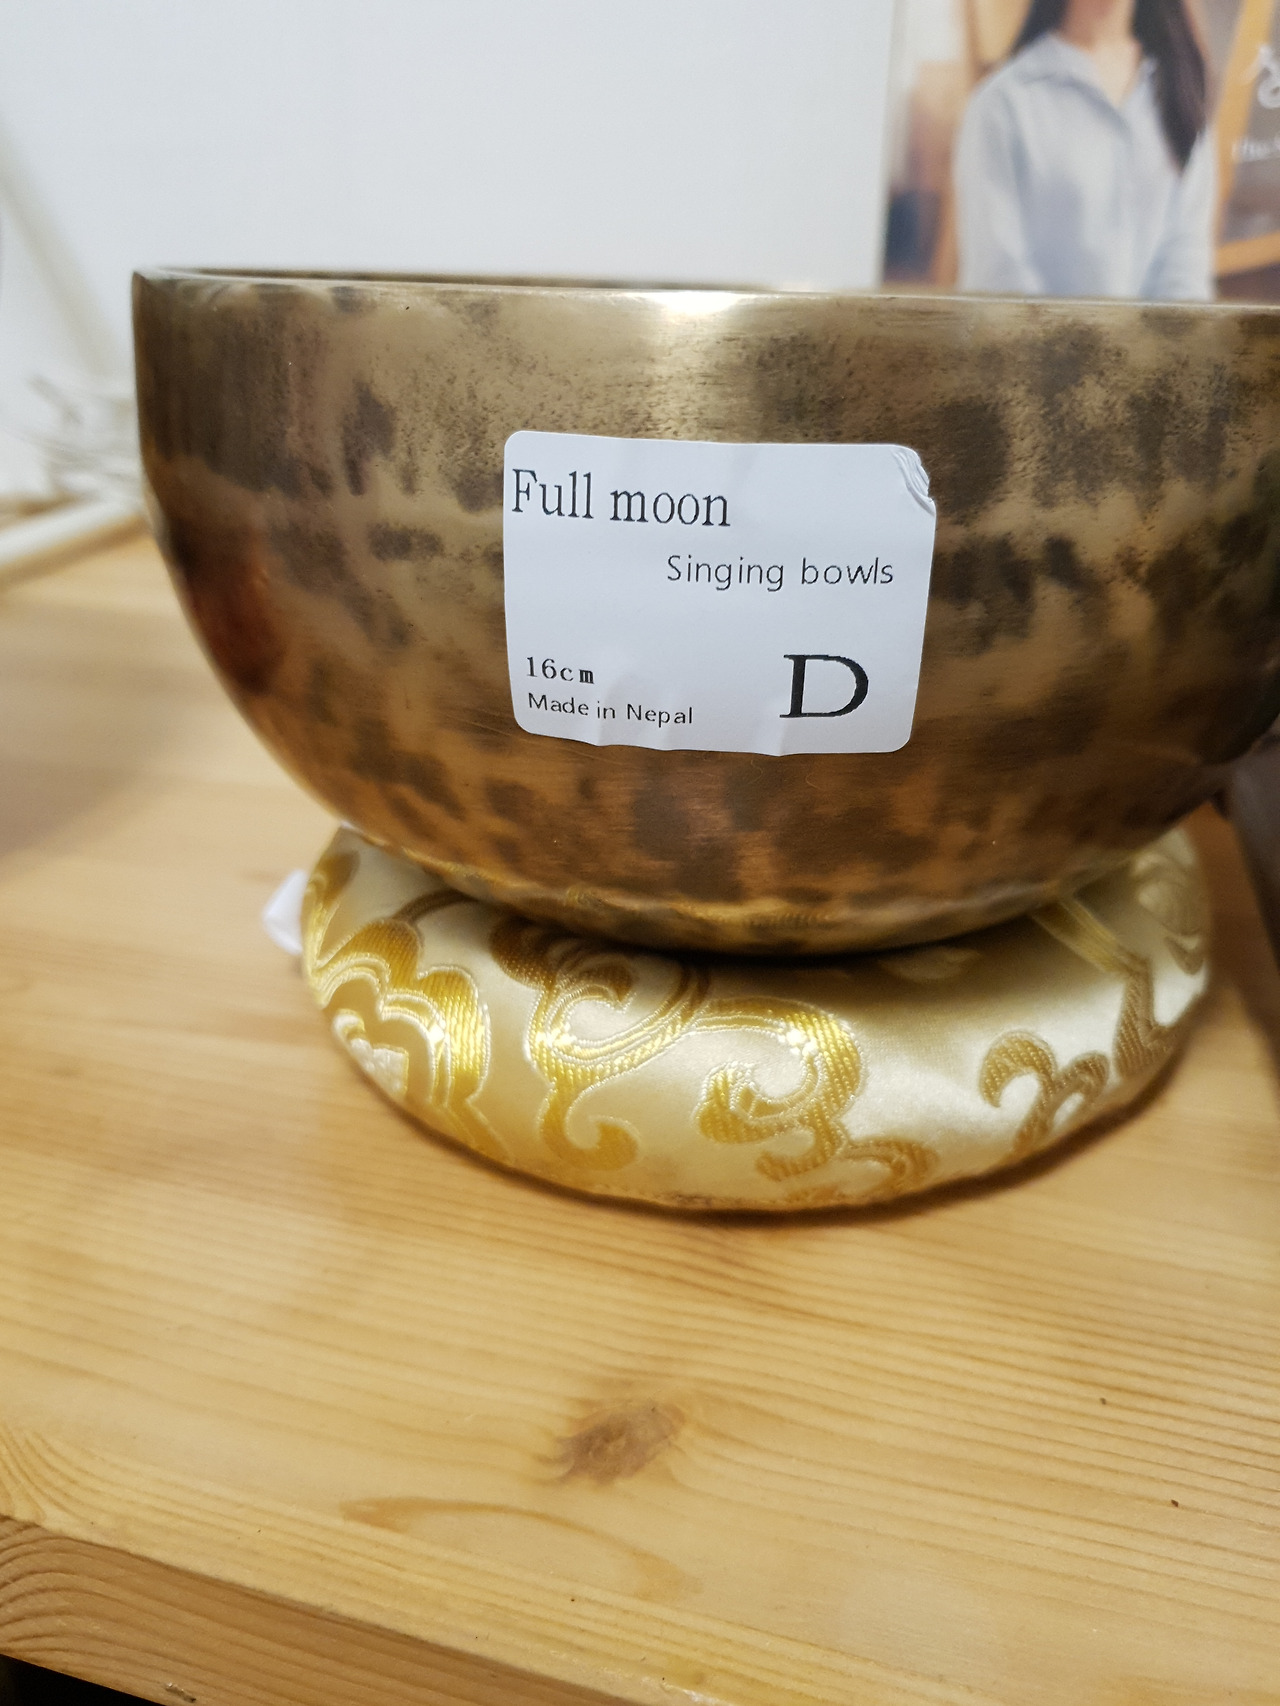 Full moon
Singing bowls
16cm
Made in Nepal
D